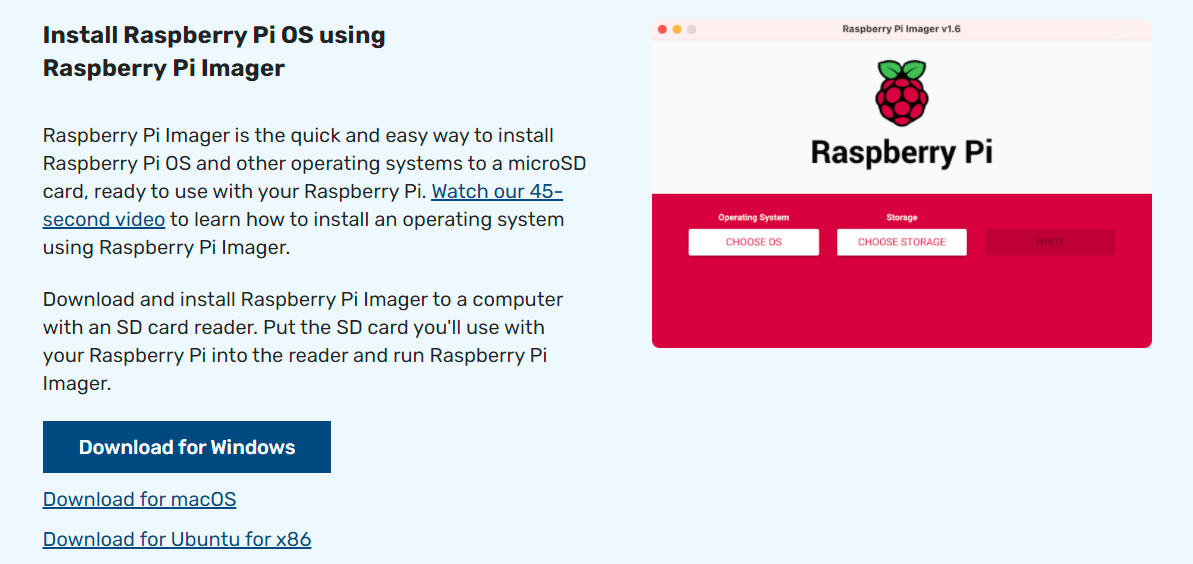 Install Raspberry Pi OS using
Raspberry Pi Imager
Raspberry Pi Imager is the quick and easy way to install
Raspberry Pi OS and other operating systems to a microSD
card, ready to use with your Raspberry Pi. Watch our 45-
second video to learn how to install an operating system
using Raspberry Pi Imager.
Download and install Raspberry Pi Imager to a computer
with an SD card reader. Put the SD card you'll use with
your Raspberry Pi into the reader and run Raspberry Pi
Imager.
Download for Windows
Download for macOS
Download for Ubuntu for x86
Raspberry Pi Imager v1.6
Raspberry Pi
Operating System
Storage
CHOOSE OS
CHOOSE STORAGE
WRITE